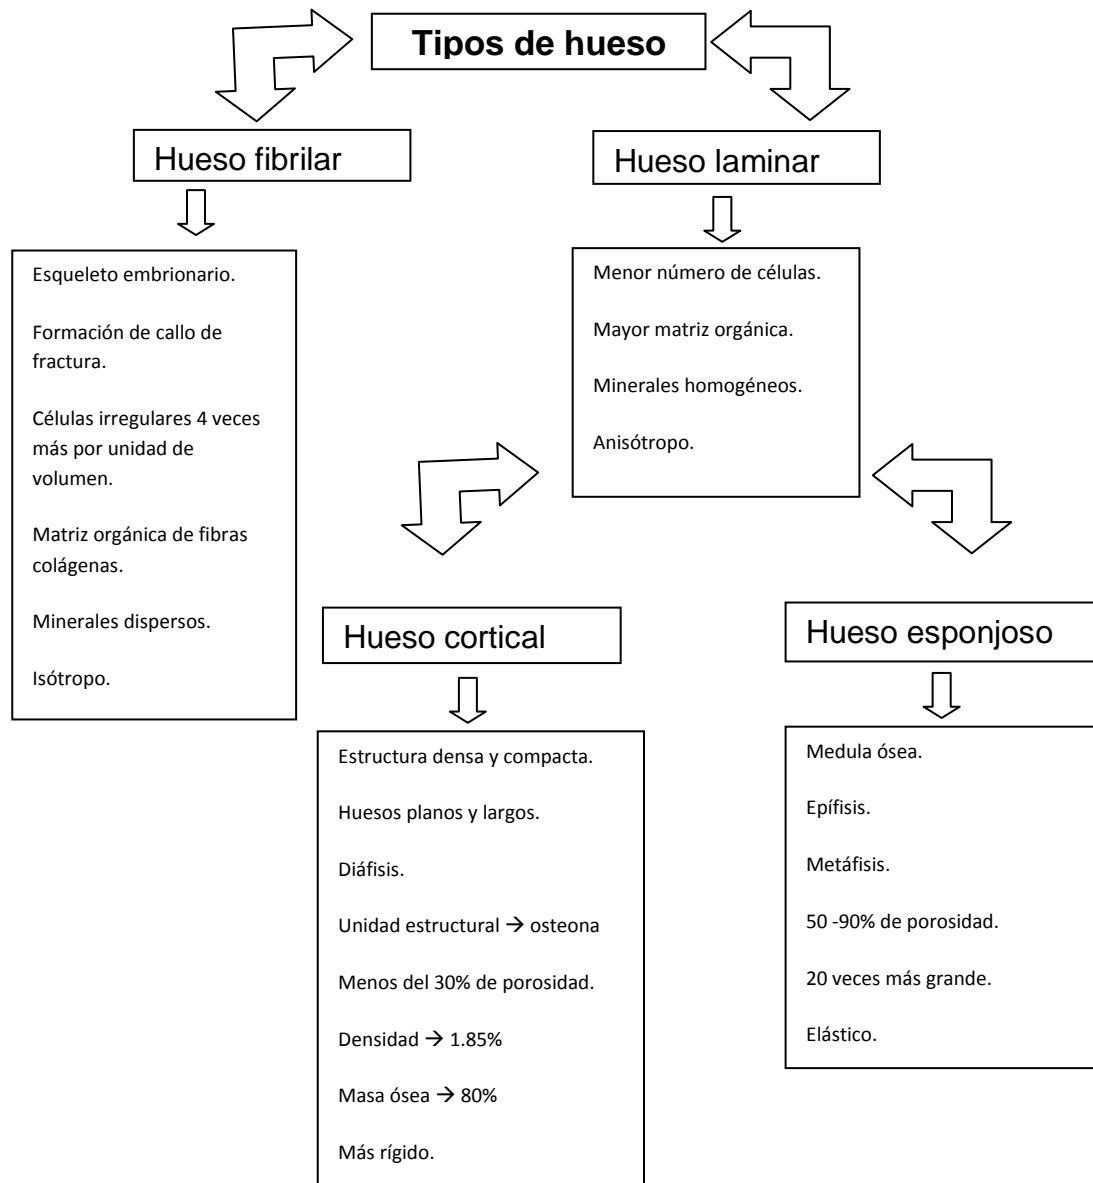 Tipos de hueso
Hueso fibrilar
Hueso laminar
Esqueleto embrionario.
Formación de callo de
fractura.
Células irregulares 4 veces
más por unidad de
volumen.
Matriz orgánica de fibras
colágenas.
Minerales dispersos.
Isótropo.
Menor número de células.
Mayor matriz orgánica.
Minerales homogéneos.
Anisótropo.
Hueso cortical
Hueso esponjoso
Estructura densa y compacta.
Huesos planos y largos.
Diáfisis.
Unidad estructural → osteona
Menos del 30% de porosidad.
Densidad → 1.85%
Masa ósea → 80%
Más rígido.
Medula ósea.
Epífisis.
Metáfisis.
50 -90% de porosidad.
20 veces más grande.
Elástico.